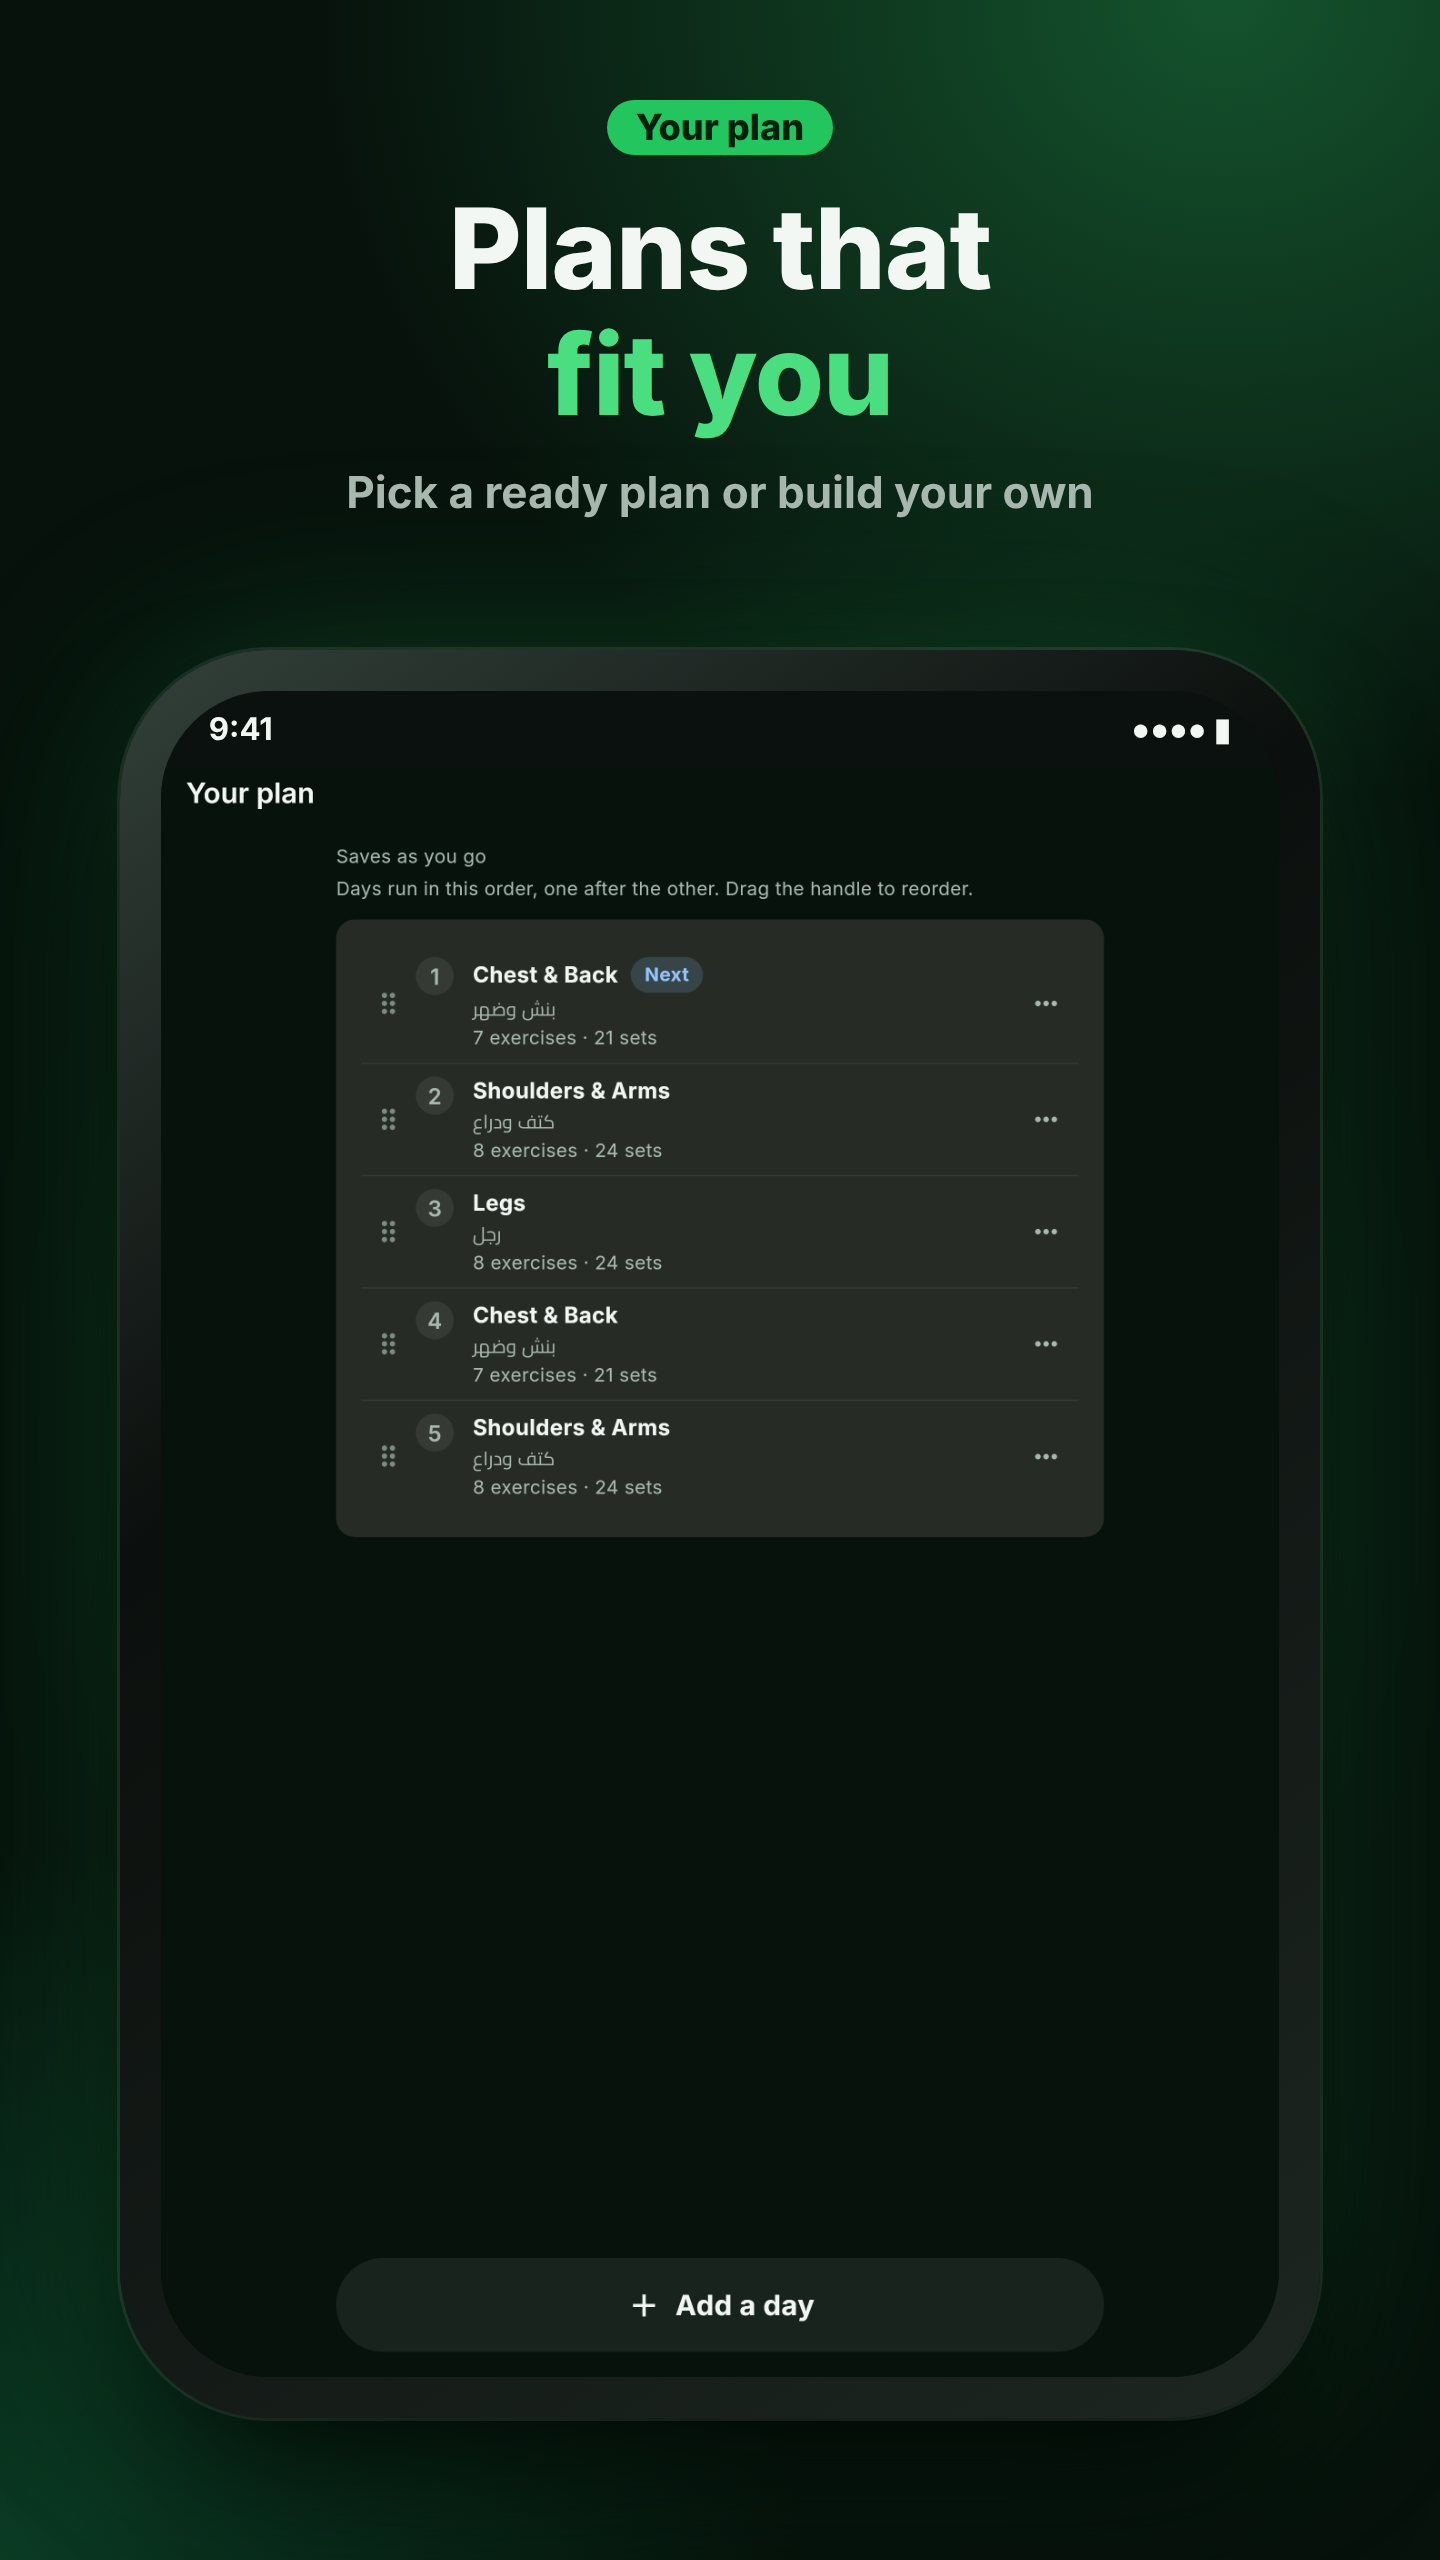 Your plan
Plans that
fit you
Pick a ready plan or build your own
9:41
Your plan
Saves as you go
Days run in this order, one after the other. Drag the handle to reorder.
1 Chest & Back Next
بنش وضهر
7 exercises · 21 sets
2 Shoulders & Arms
كتف ودراع
8 exercises · 24 sets
3 Legs
رجل
8 exercises · 24 sets
4 Chest & Back
بنش وضهر
7 exercises · 21 sets
5 Shoulders & Arms
كتف ودراع
8 exercises · 24 sets
+ Add a day